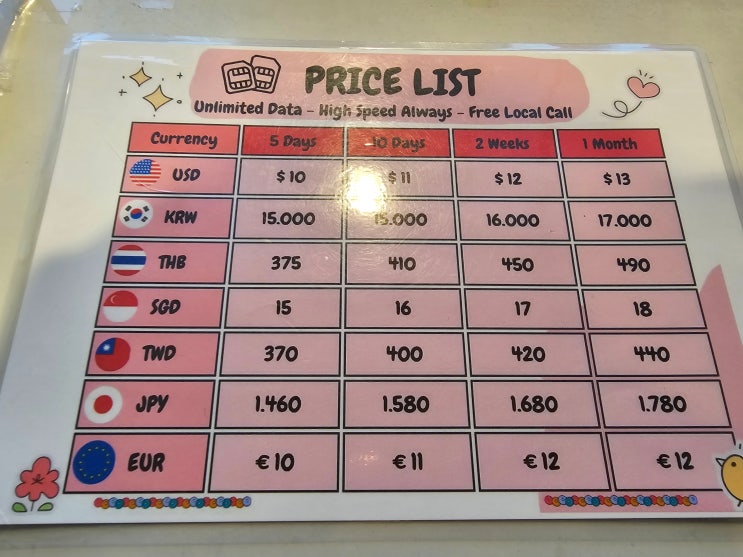 PRICE LIST
Unlimited Data - High Speed Always - Free Local Call
Currency 5 Days 10 Days 2 Weeks 1 Month
USD $10 $11 $12 $13
KRW 15.000 15.000 16.000 17.000
THB 375 410 450 490
SGD 15 16 17 18
TWD 370 400 420 440
JPY 1.460 1.580 1.680 1.780
EUR €10 €11 €12 €12